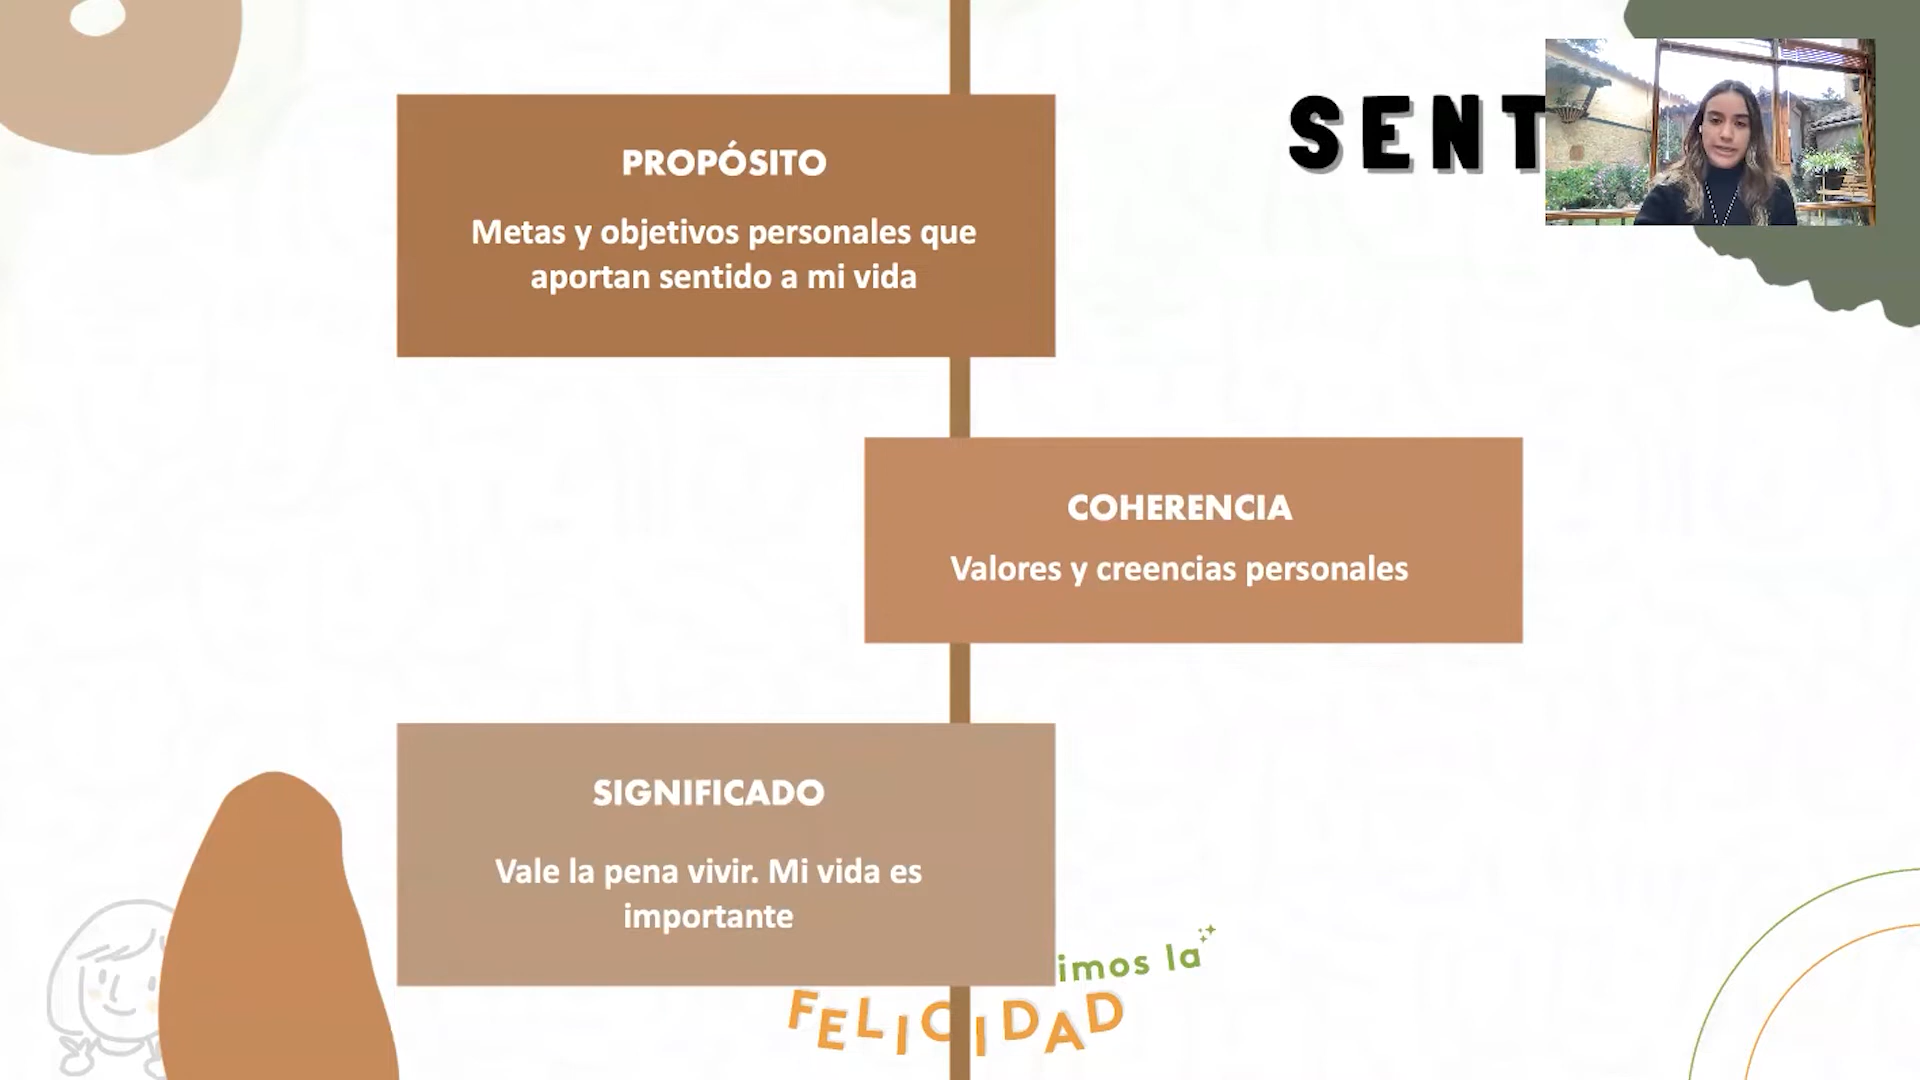 SENT
PROPÓSITO
Metas y objetivos personales que
aportan sentido a mi vida
COHERENCIA
Valores y creencias personales
SIGNIFICADO
Vale la pena vivir. Mi vida es
importante
imos la
FELICIDAD